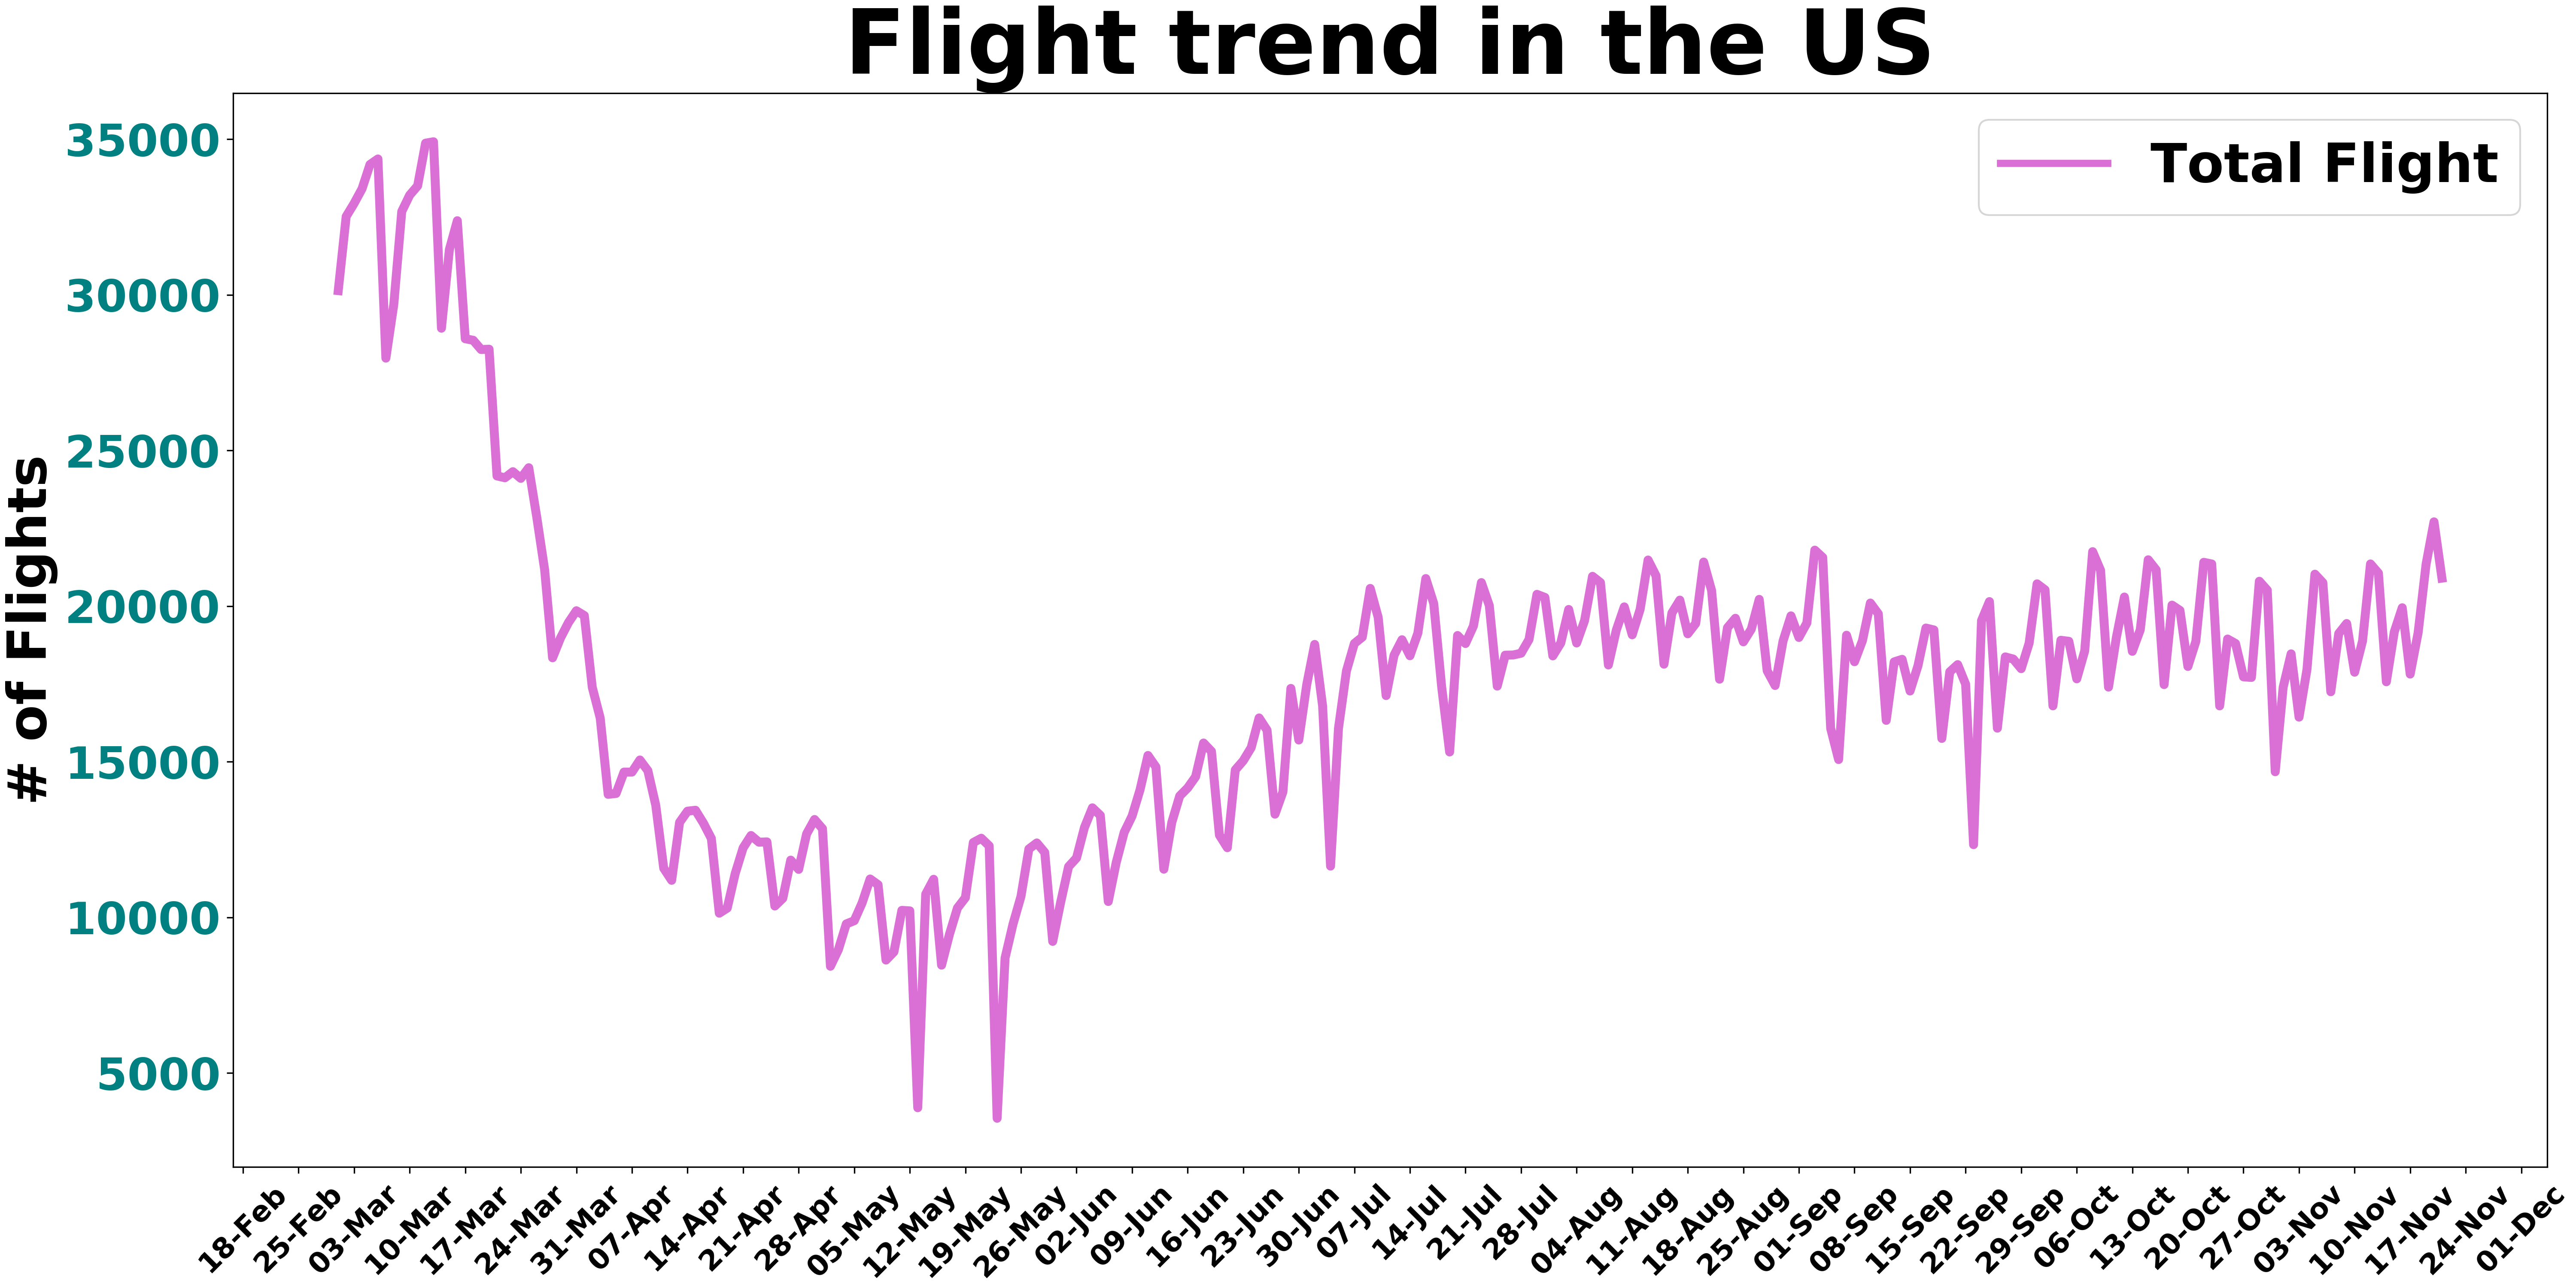 Flight trend in the US
Total Flight
# of Flights
35000
30000
25000
20000
15000
10000
5000
18-Feb
25-Feb
03-Mar
10-Mar
17-Mar
24-Mar
31-Mar
07-Apr
14-Apr
21-Apr
28-Apr
05-May
12-May
19-May
26-May
02-Jun
09-Jun
16-Jun
23-Jun
30-Jun
07-Jul
14-Jul
21-Jul
28-Jul
04-Aug
11-Aug
18-Aug
25-Aug
01-Sep
08-Sep
15-Sep
22-Sep
29-Sep
06-Oct
13-Oct
20-Oct
27-Oct
03-Nov
10-Nov
17-Nov
24-Nov
01-Dec